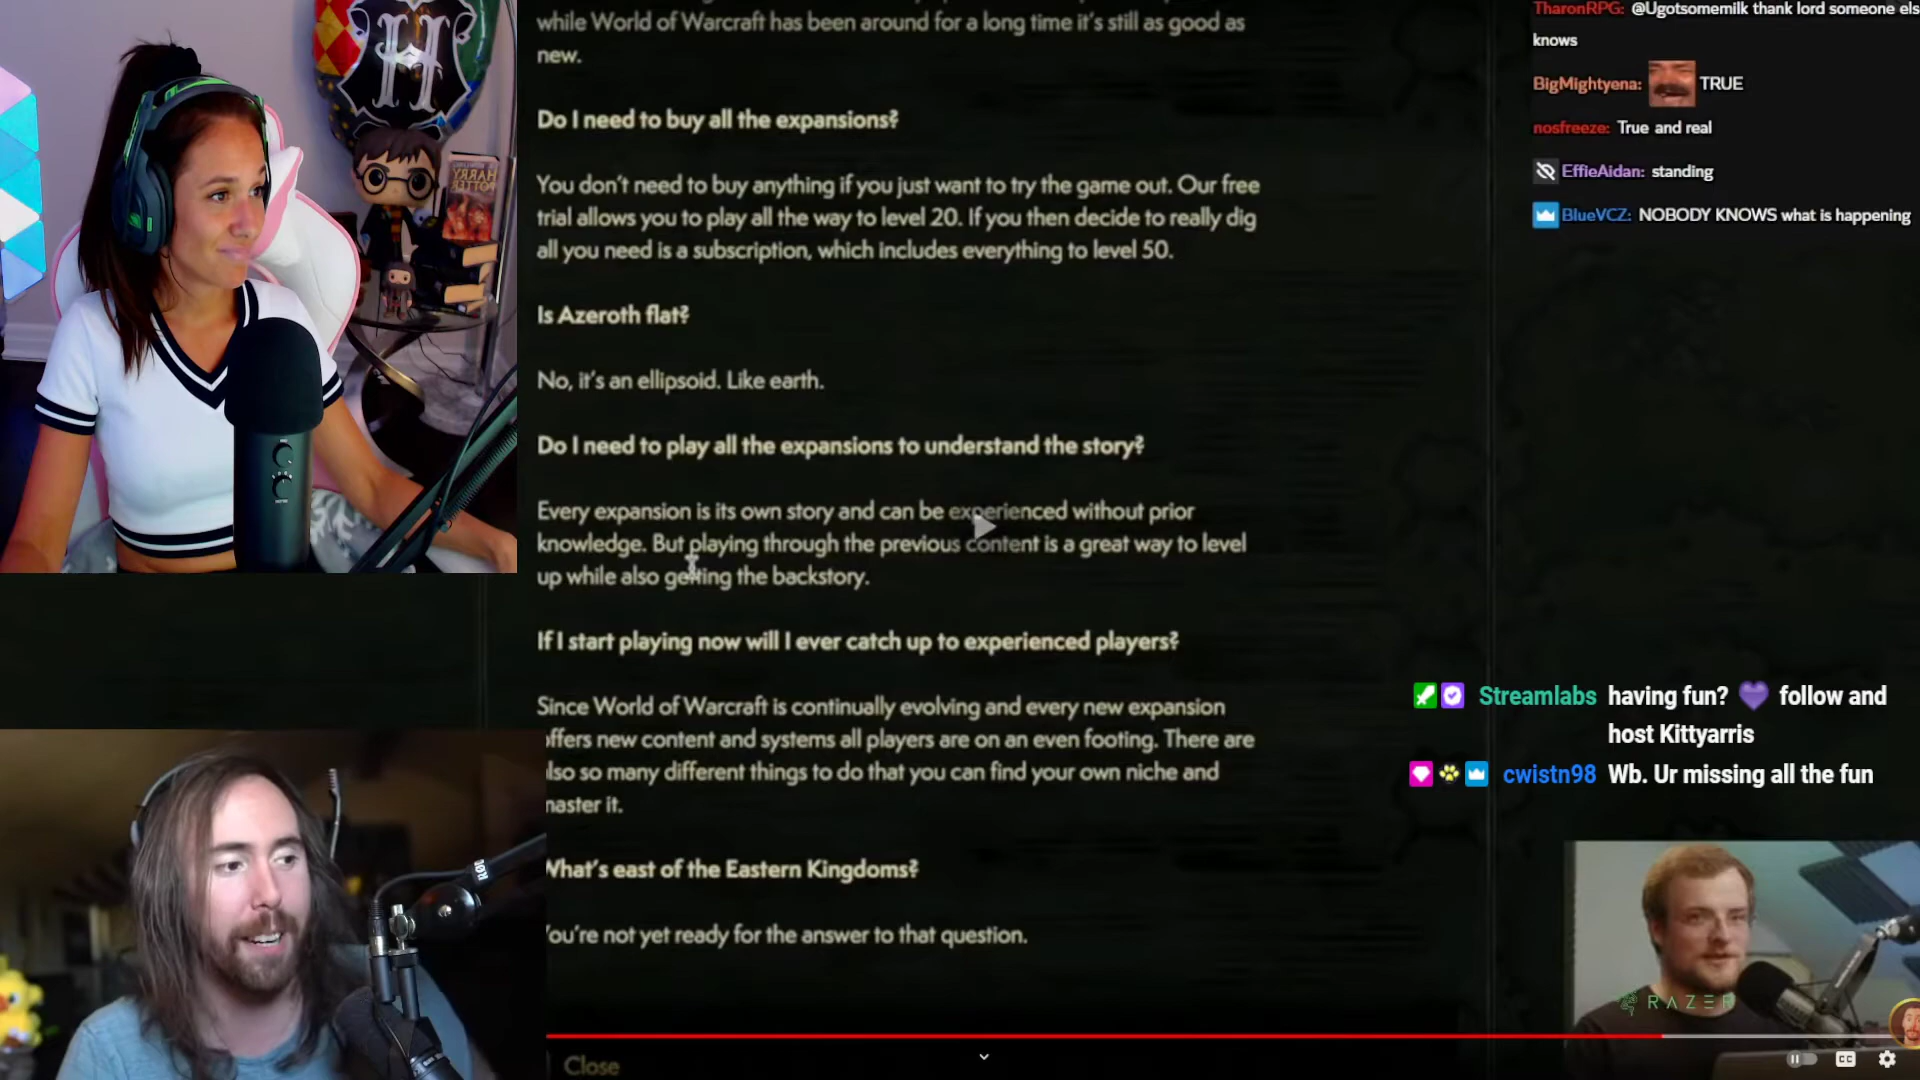 while World of Warcraft has been around for a long time it's still as good as
new.
Do I need to buy all the expansions?
You don't need to buy anything if you just want to try the game out. Our free
trial allows you to play all the way to level 20. If you then decide to really dig
all you need is a subscription, which includes everything to level 50.
Is Azeroth flat?
No, it's an ellipsoid. Like earth.
Do I need to play all the expansions to understand the story?
Every expansion is its own story and can be experienced without prior
knowledge. But playing through the previous content is a great way to level
up while also getting the backstory.
If I start playing now will I ever catch up to experienced players?
Since World of Warcraft is continually evolving and every new expansion
ffers new content and systems all players are on an even footing. There are
lso so many different things to do that you can find your own niche and
master it.
What's east of the Eastern Kingdoms?
You're not yet ready for the answer to that question.
Close
TharonRPG: @Ugotsomemilk thank lord someone els
knows
BigMightyena: TRUE
nosfreeze: True and real
EffieAidan: standing
BlueVCZ: NOBODY KNOWS what is happening
Streamlabs having fun? follow and
host Kittyarris
cwistn98 Wb. Ur missing all the fun
RAZER
CC
H
HARRY
POTTER